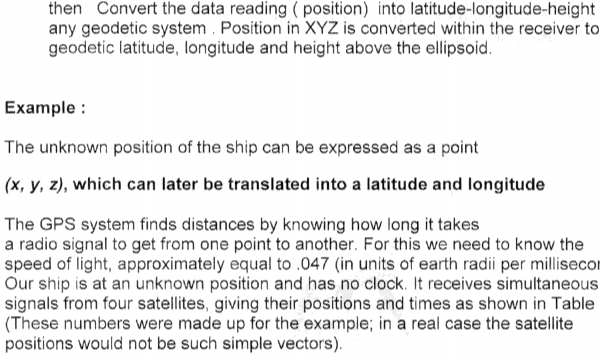 then Convert the data reading ( position) into latitude-longitude-height
any geodetic system . Position in XYZ is converted within the receiver to
geodetic latitude, longitude and height above the ellipsoid.
Example :
The unknown position of the ship can be expressed as a point
(x, y, z), which can later be translated into a latitude and longitude
The GPS system finds distances by knowing how long it takes
a radio signal to get from one point to another. For this we need to know the
speed of light, approximately equal to .047 (in units of earth radii per millisecon
Our ship is at an unknown position and has no clock. It receives simultaneous
signals from four satellites, giving their positions and times as shown in Table
(These numbers were made up for the example; in a real case the satellite
positions would not be such simple vectors).